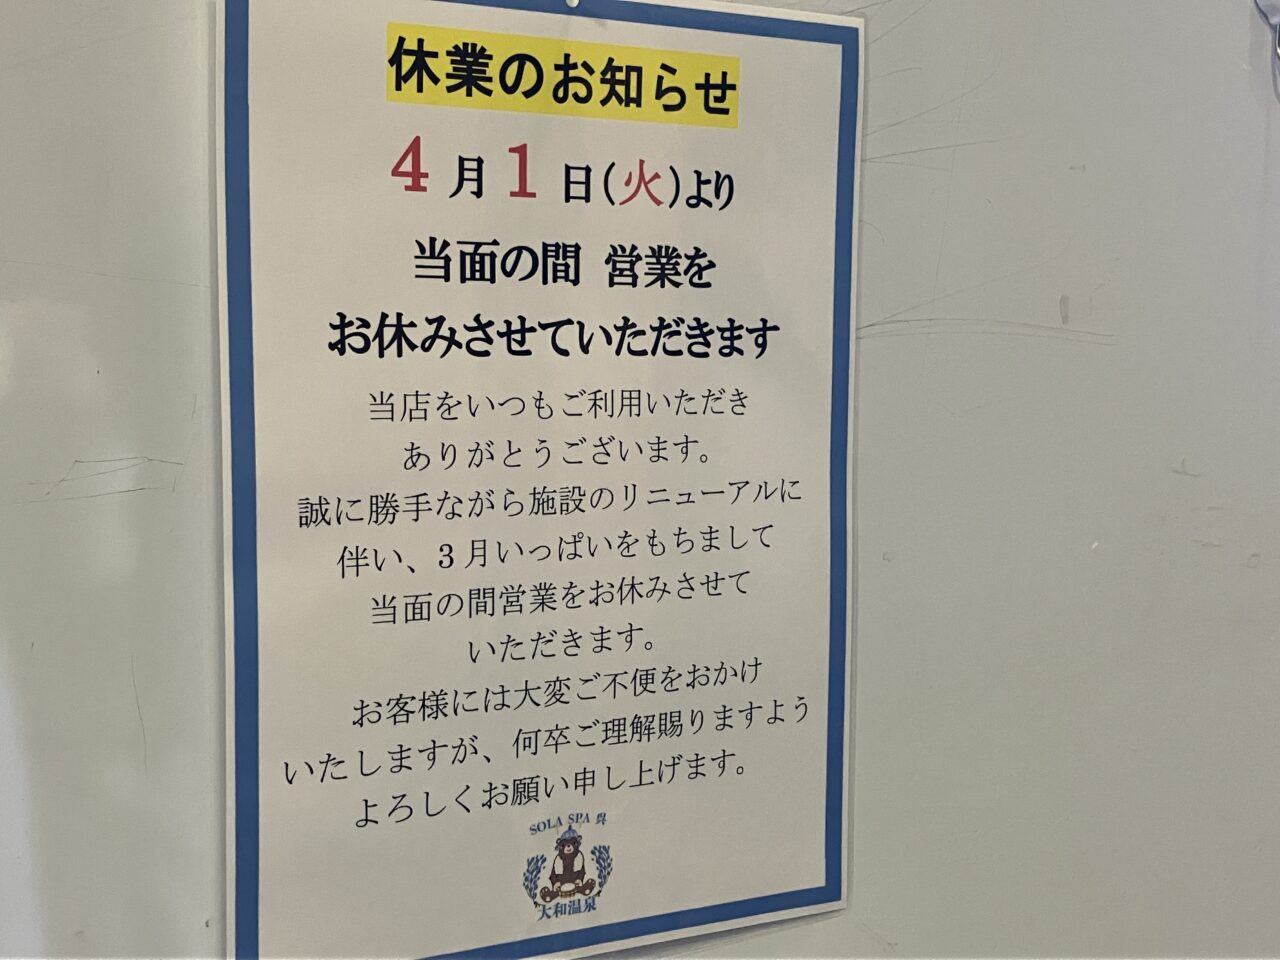 休業のお知らせ
4月1日(火)より
当面の間 営業を
お休みさせていただきます
当店をいつもご利用いただき
ありがとうございます。
誠に勝手ながら施設のリニューアルに
伴い、3月いっぱいをもちまして
当面の間営業をお休みさせて
いただきます。
お客様には大変ご不便をおかけ
いたしますが、何卒ご理解賜りますよう
よろしくお願い申し上げます。
SOLA SPA 呉
大和温泉